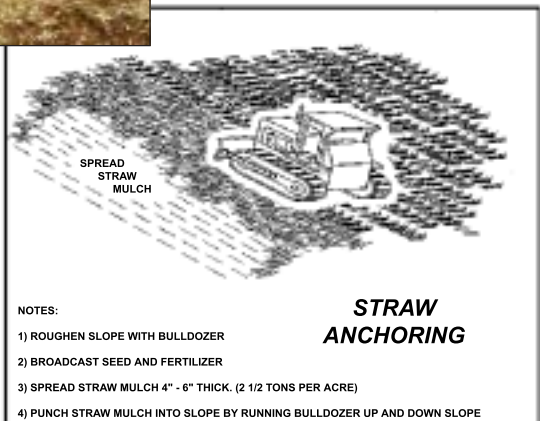 SPREAD
STRAW
MULCH
NOTES:
STRAW
ANCHORING
1) ROUGHEN SLOPE WITH BULLDOZER
2) BROADCAST SEED AND FERTILIZER
3) SPREAD STRAW MULCH 4" - 6" THICK. (2 1/2 TONS PER ACRE)
4) PUNCH STRAW MULCH INTO SLOPE BY RUNNING BULLDOZER UP AND DOWN SLOPE